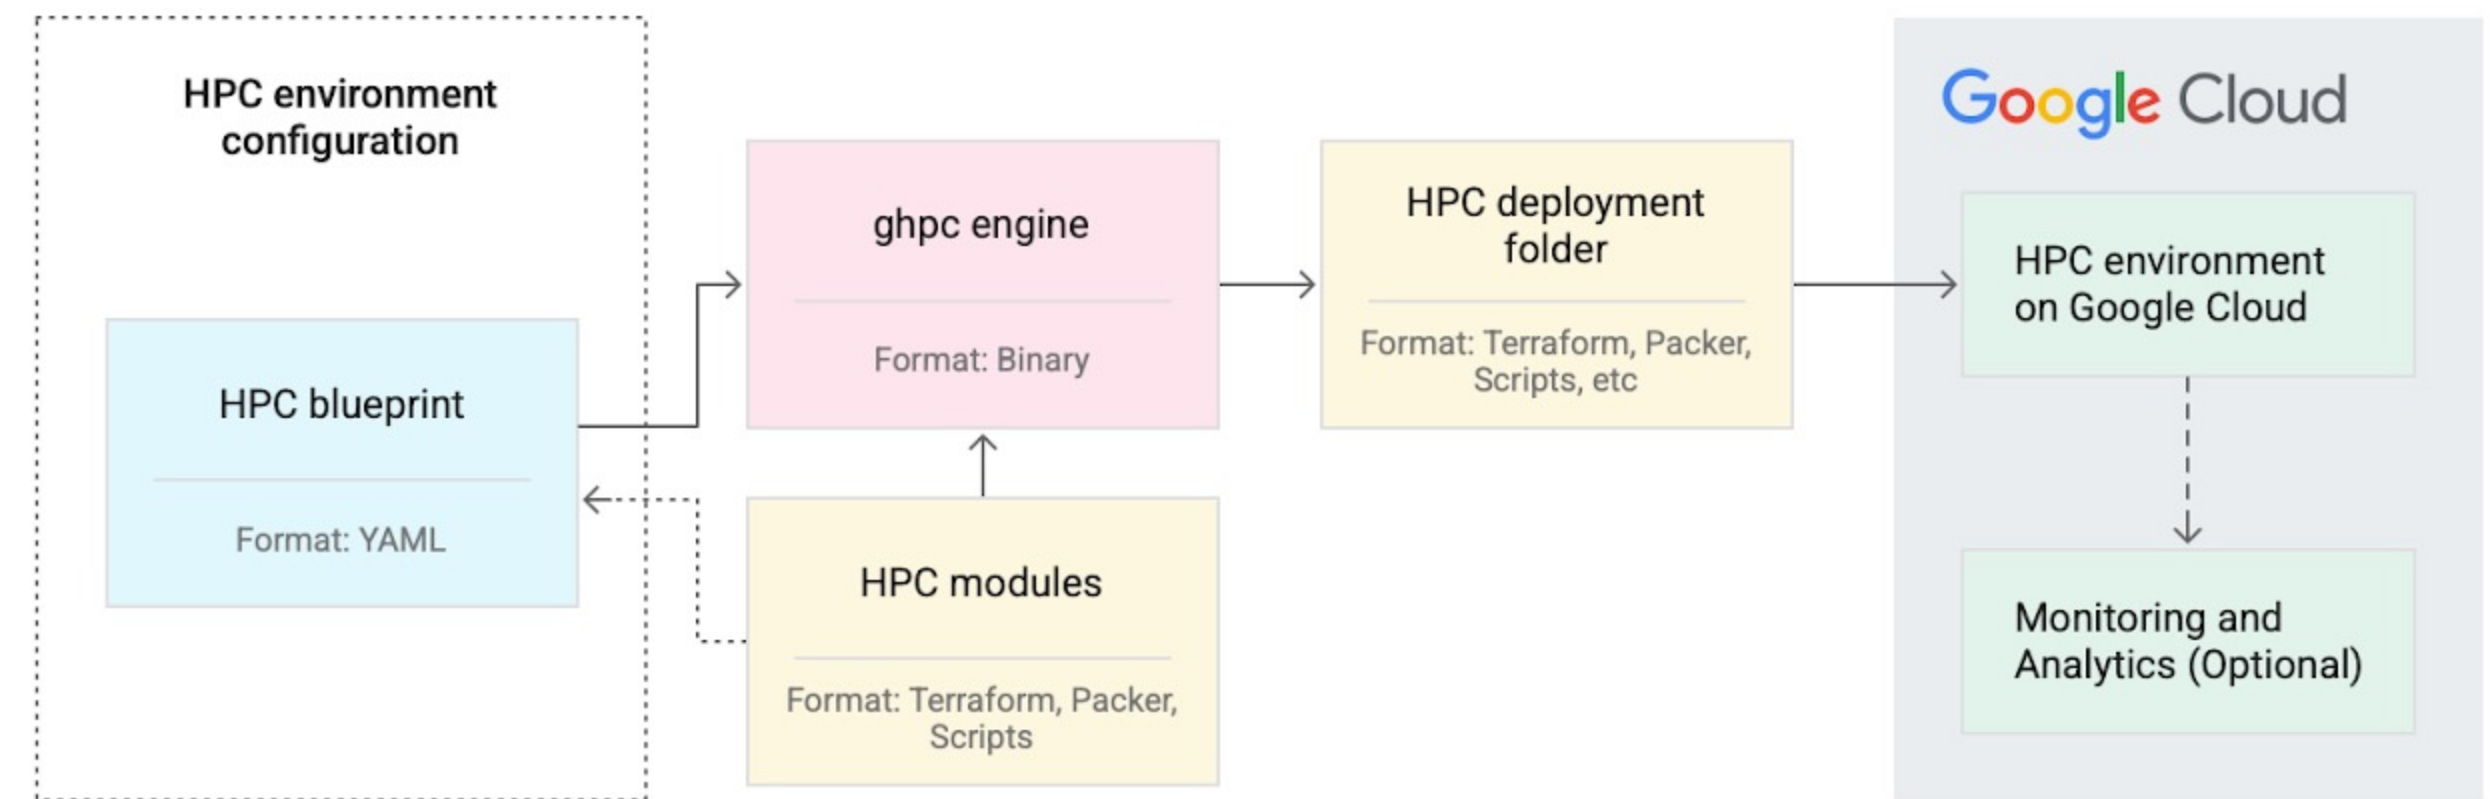 HPC environment
configuration
HPC blueprint
Format: YAML
ghpc engine
Format: Binary
HPC modules
Format: Terraform, Packer,
Scripts
HPC deployment
folder
Format: Terraform, Packer,
Scripts, etc
Google Cloud
HPC environment
on Google Cloud
Monitoring and
Analytics (Optional)